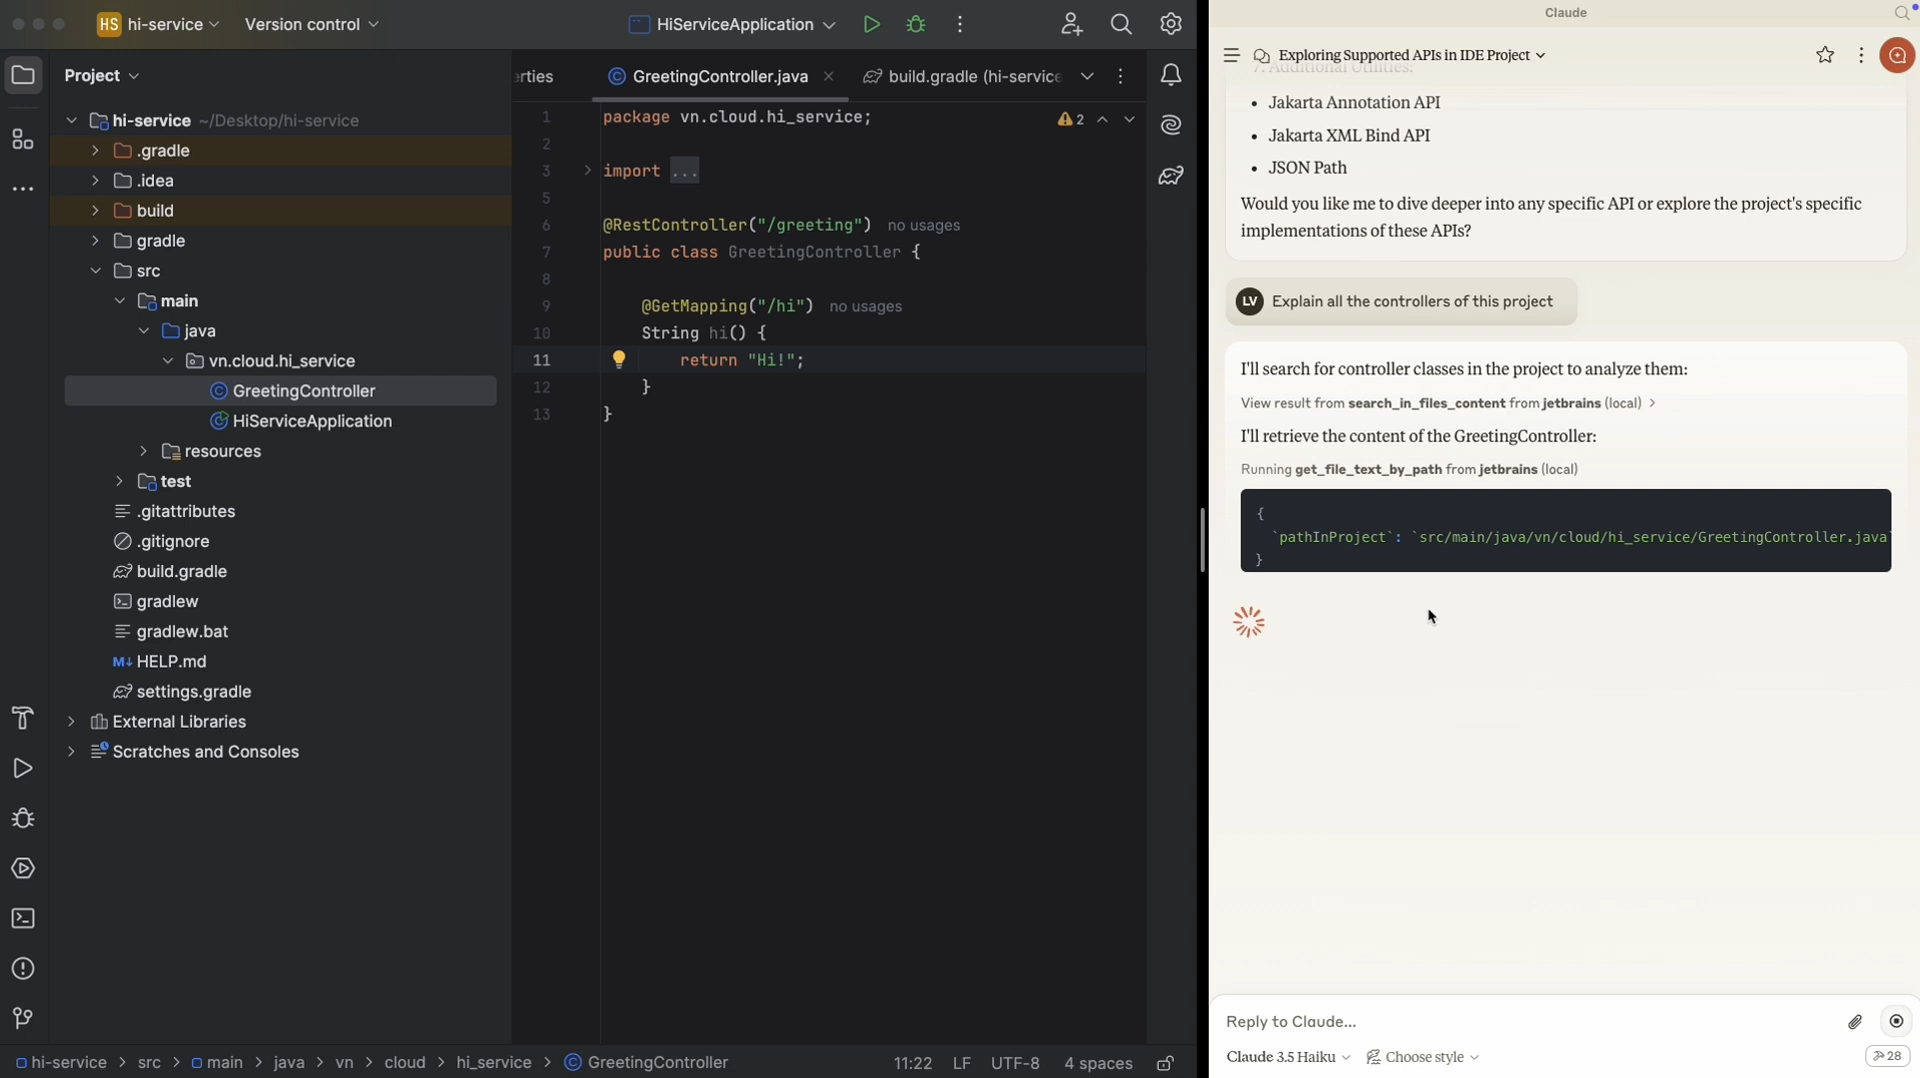 HS hi-service
Version control
HiServiceApplication
Project
hi-service ~/Desktop/hi-service
.gradle
.idea
build
gradle
src
main
java
vn.cloud.hi_service
GreetingController
HiServiceApplication
resources
test
.gitattributes
.gitignore
build.gradle
gradlew
gradlew.bat
M↓ HELP.md
settings.gradle
External Libraries
Scratches and Consoles
erties
GreetingController.java
build.gradle (hi-service
2
1 package vn.cloud.hi_service;
2
3 import ...
5
6 @RestController("/greeting") no usages
7 public class GreetingController {
8
9 @GetMapping("/hi") no usages
10 String hi() {
11 return "Hi!";
12 }
13 }
hi-service > src > main > java > vn > cloud > hi_service > GreetingController
11:22 LF UTF-8 4 spaces
Claude
Exploring Supported APIs in IDE Project
7. Additional Utilities:
• Jakarta Annotation API
• Jakarta XML Bind API
• JSON Path
Would you like me to dive deeper into any specific API or explore the project's specific
implementations of these APIs?
LV Explain all the controllers of this project
I'll search for controller classes in the project to analyze them:
View result from search_in_files_content from jetbrains (local) >
I'll retrieve the content of the GreetingController:
Running get_file_text_by_path from jetbrains (local)
{
`pathInProject`: `src/main/java/vn/cloud/hi_service/GreetingController.java`
}
Reply to Claude...
Claude 3.5 Haiku
Choose style
28